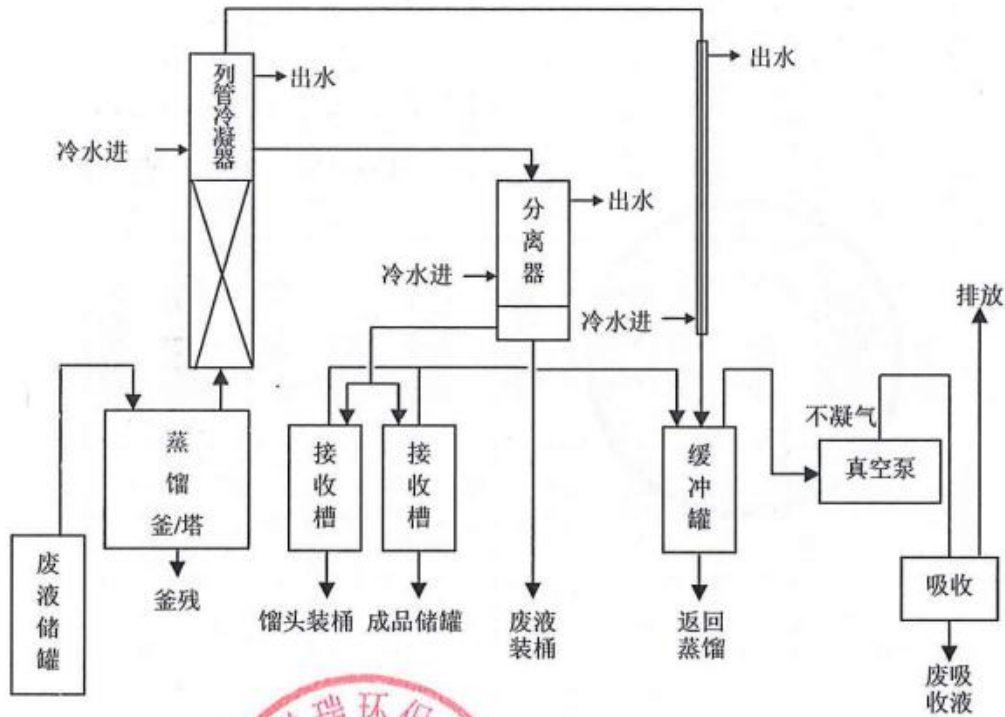 列管冷凝器
出水
出水
冷水进
分离器
出水
冷水进
冷水进
排放
不凝气
真空泵
蒸馏釜/塔
接收槽
接收槽
缓冲罐
废液储罐
釜残
馏头装桶
成品储罐
废液
装桶
返回
蒸馏
吸收
废吸
收液
瑞环保